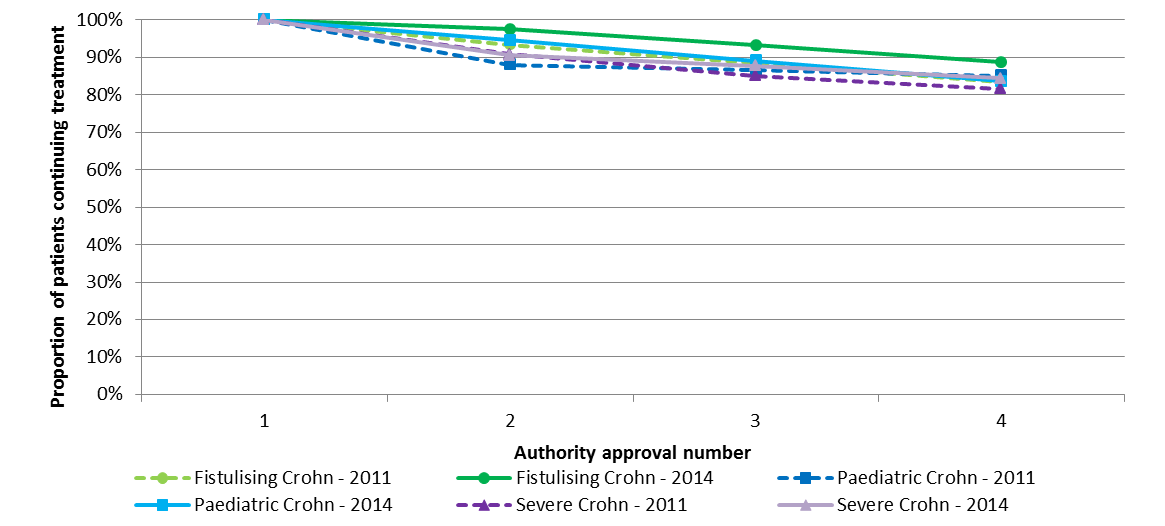 Proportion of patients continuing treatment
100%
90%
80%
70%
60%
50%
40%
30%
20%
10%
0%
1 2 3 4
Authority approval number
Fistulising Crohn - 2011 Fistulising Crohn - 2014 Paediatric Crohn - 2011
Paediatric Crohn - 2014 Severe Crohn - 2011 Severe Crohn - 2014